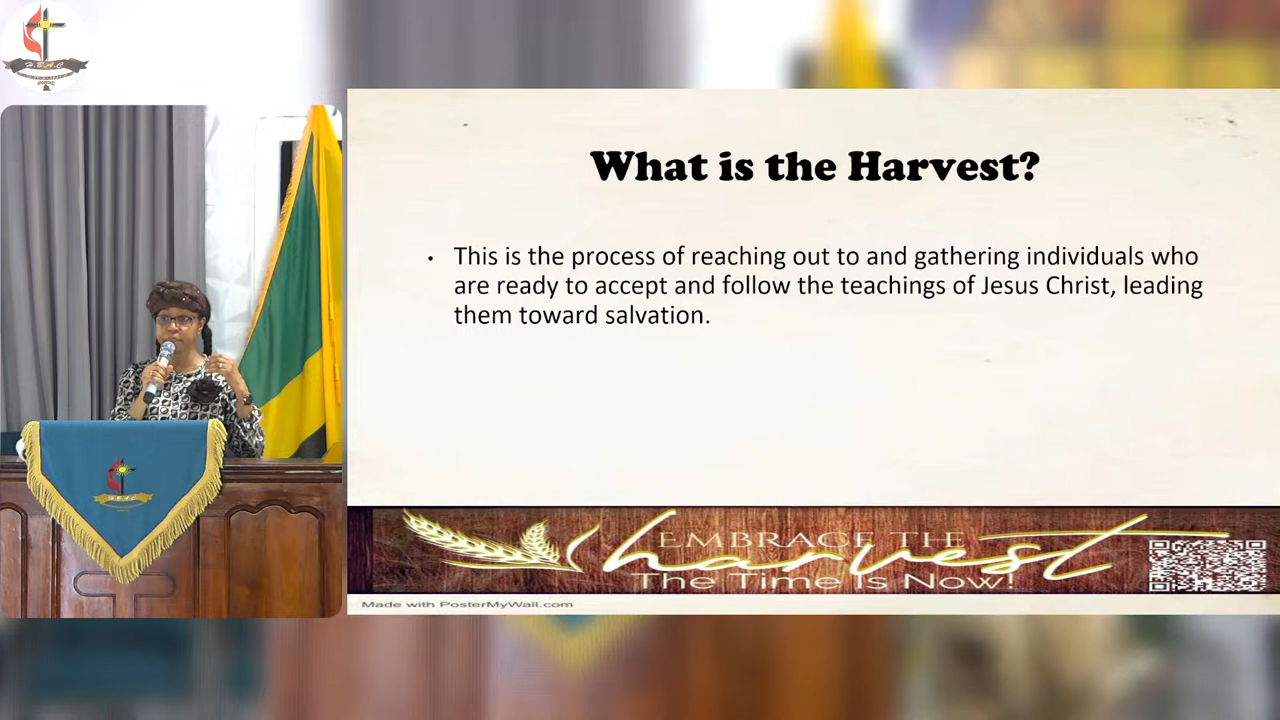 H.E.A.C
What is the Harvest?
• This is the process of reaching out to and gathering individuals who
are ready to accept and follow the teachings of Jesus Christ, leading
them toward salvation.
EMBRACE THE
harvest
The Time Is Now!
Made with PosterMyWall.com